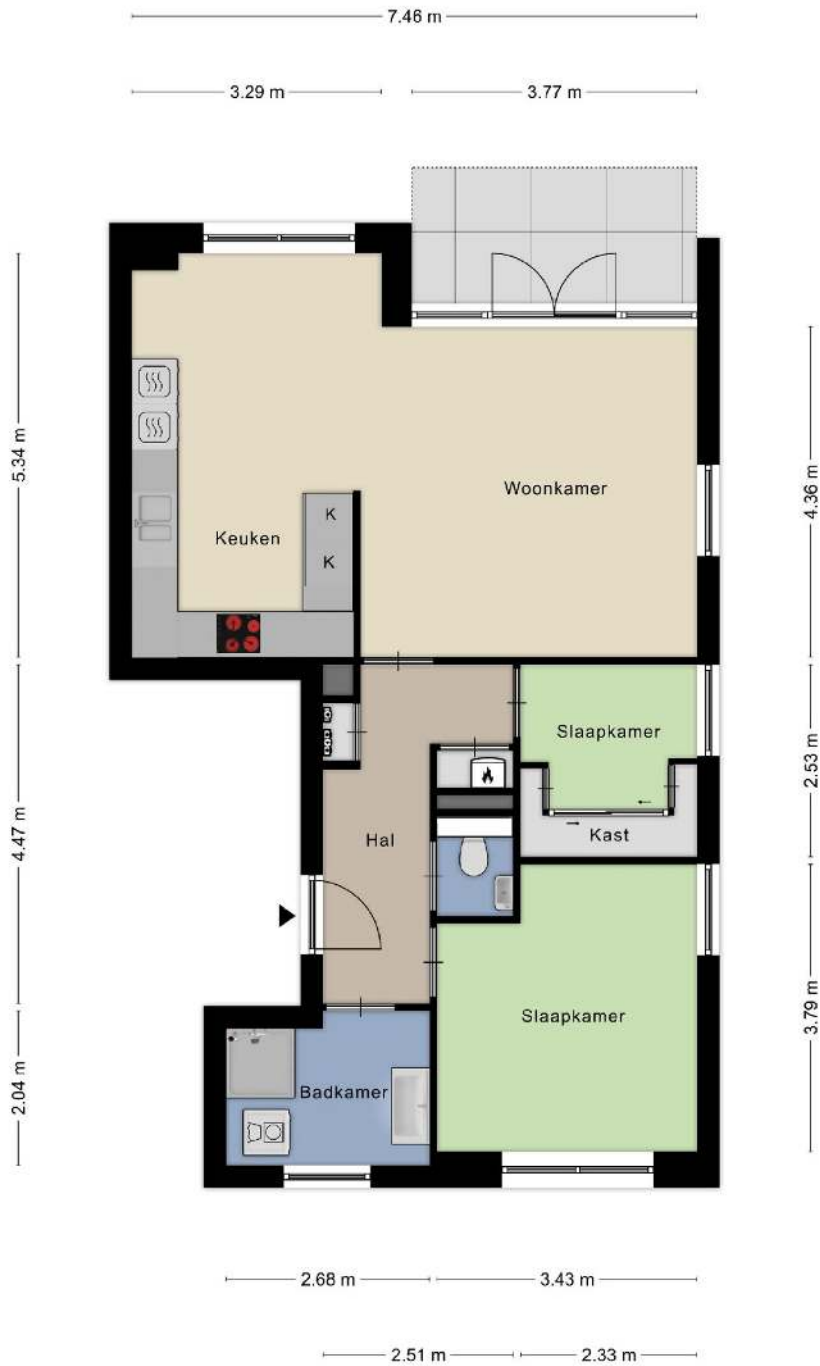 7.46 m
3.29 m
3.77 m
5.34 m
4.36 m
Woonkamer
K
Keuken
K
Slaapkamer
2.53 m
Kast
Hal
4.47 m
Slaapkamer
3.79 m
Badkamer
2.04 m
2.68 m
3.43 m
2.51 m
2.33 m